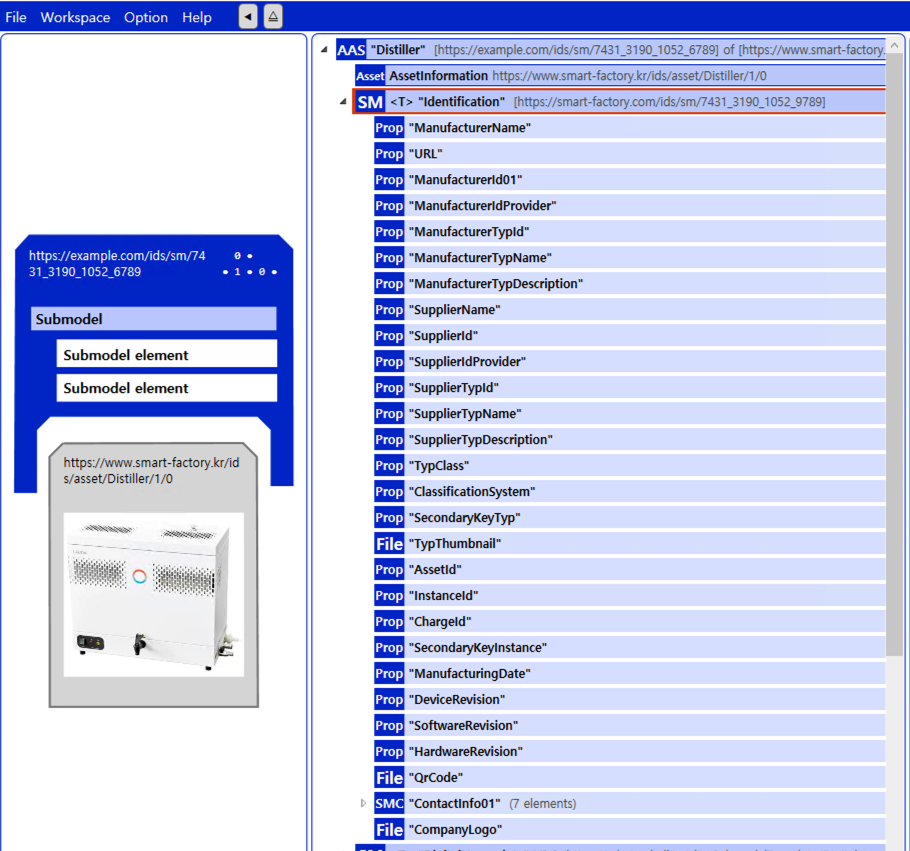 File Workspace Option Help
https://example.com/ids/sm/74
31_3190_1052_6789
0
1 0
Submodel
Submodel element
Submodel element
https://www.smart-factory.kr/id
s/asset/Distiller/1/0
AAS "Distiller" [https://example.com/ids/sm/7431_3190_1052_6789] of [https://www.smart-factory.
Asset AssetInformation https://www.smart-factory.kr/ids/asset/Distiller/1/0
SM <T> "Identification" [https://smart-factory.com/ids/sm/7431_3190_1052_9789]
Prop "ManufacturerName"
Prop "URL"
Prop "ManufacturerId01"
Prop "ManufacturerIdProvider"
Prop "ManufacturerTypId"
Prop "ManufacturerTypName"
Prop "ManufacturerTypDescription"
Prop "SupplierName"
Prop "SupplierId"
Prop "SupplierIdProvider"
Prop "SupplierTypId"
Prop "SupplierTypName"
Prop "SupplierTypDescription"
Prop "TypClass"
Prop "ClassificationSystem"
Prop "SecondaryKeyTyp"
File "TypThumbnail"
Prop "AssetId"
Prop "InstanceId"
Prop "ChargeId"
Prop "SecondaryKeyInstance"
Prop "ManufacturingDate"
Prop "DeviceRevision"
Prop "SoftwareRevision"
Prop "HardwareRevision"
File "QrCode"
SMC "ContactInfo01" (7 elements)
File "CompanyLogo"